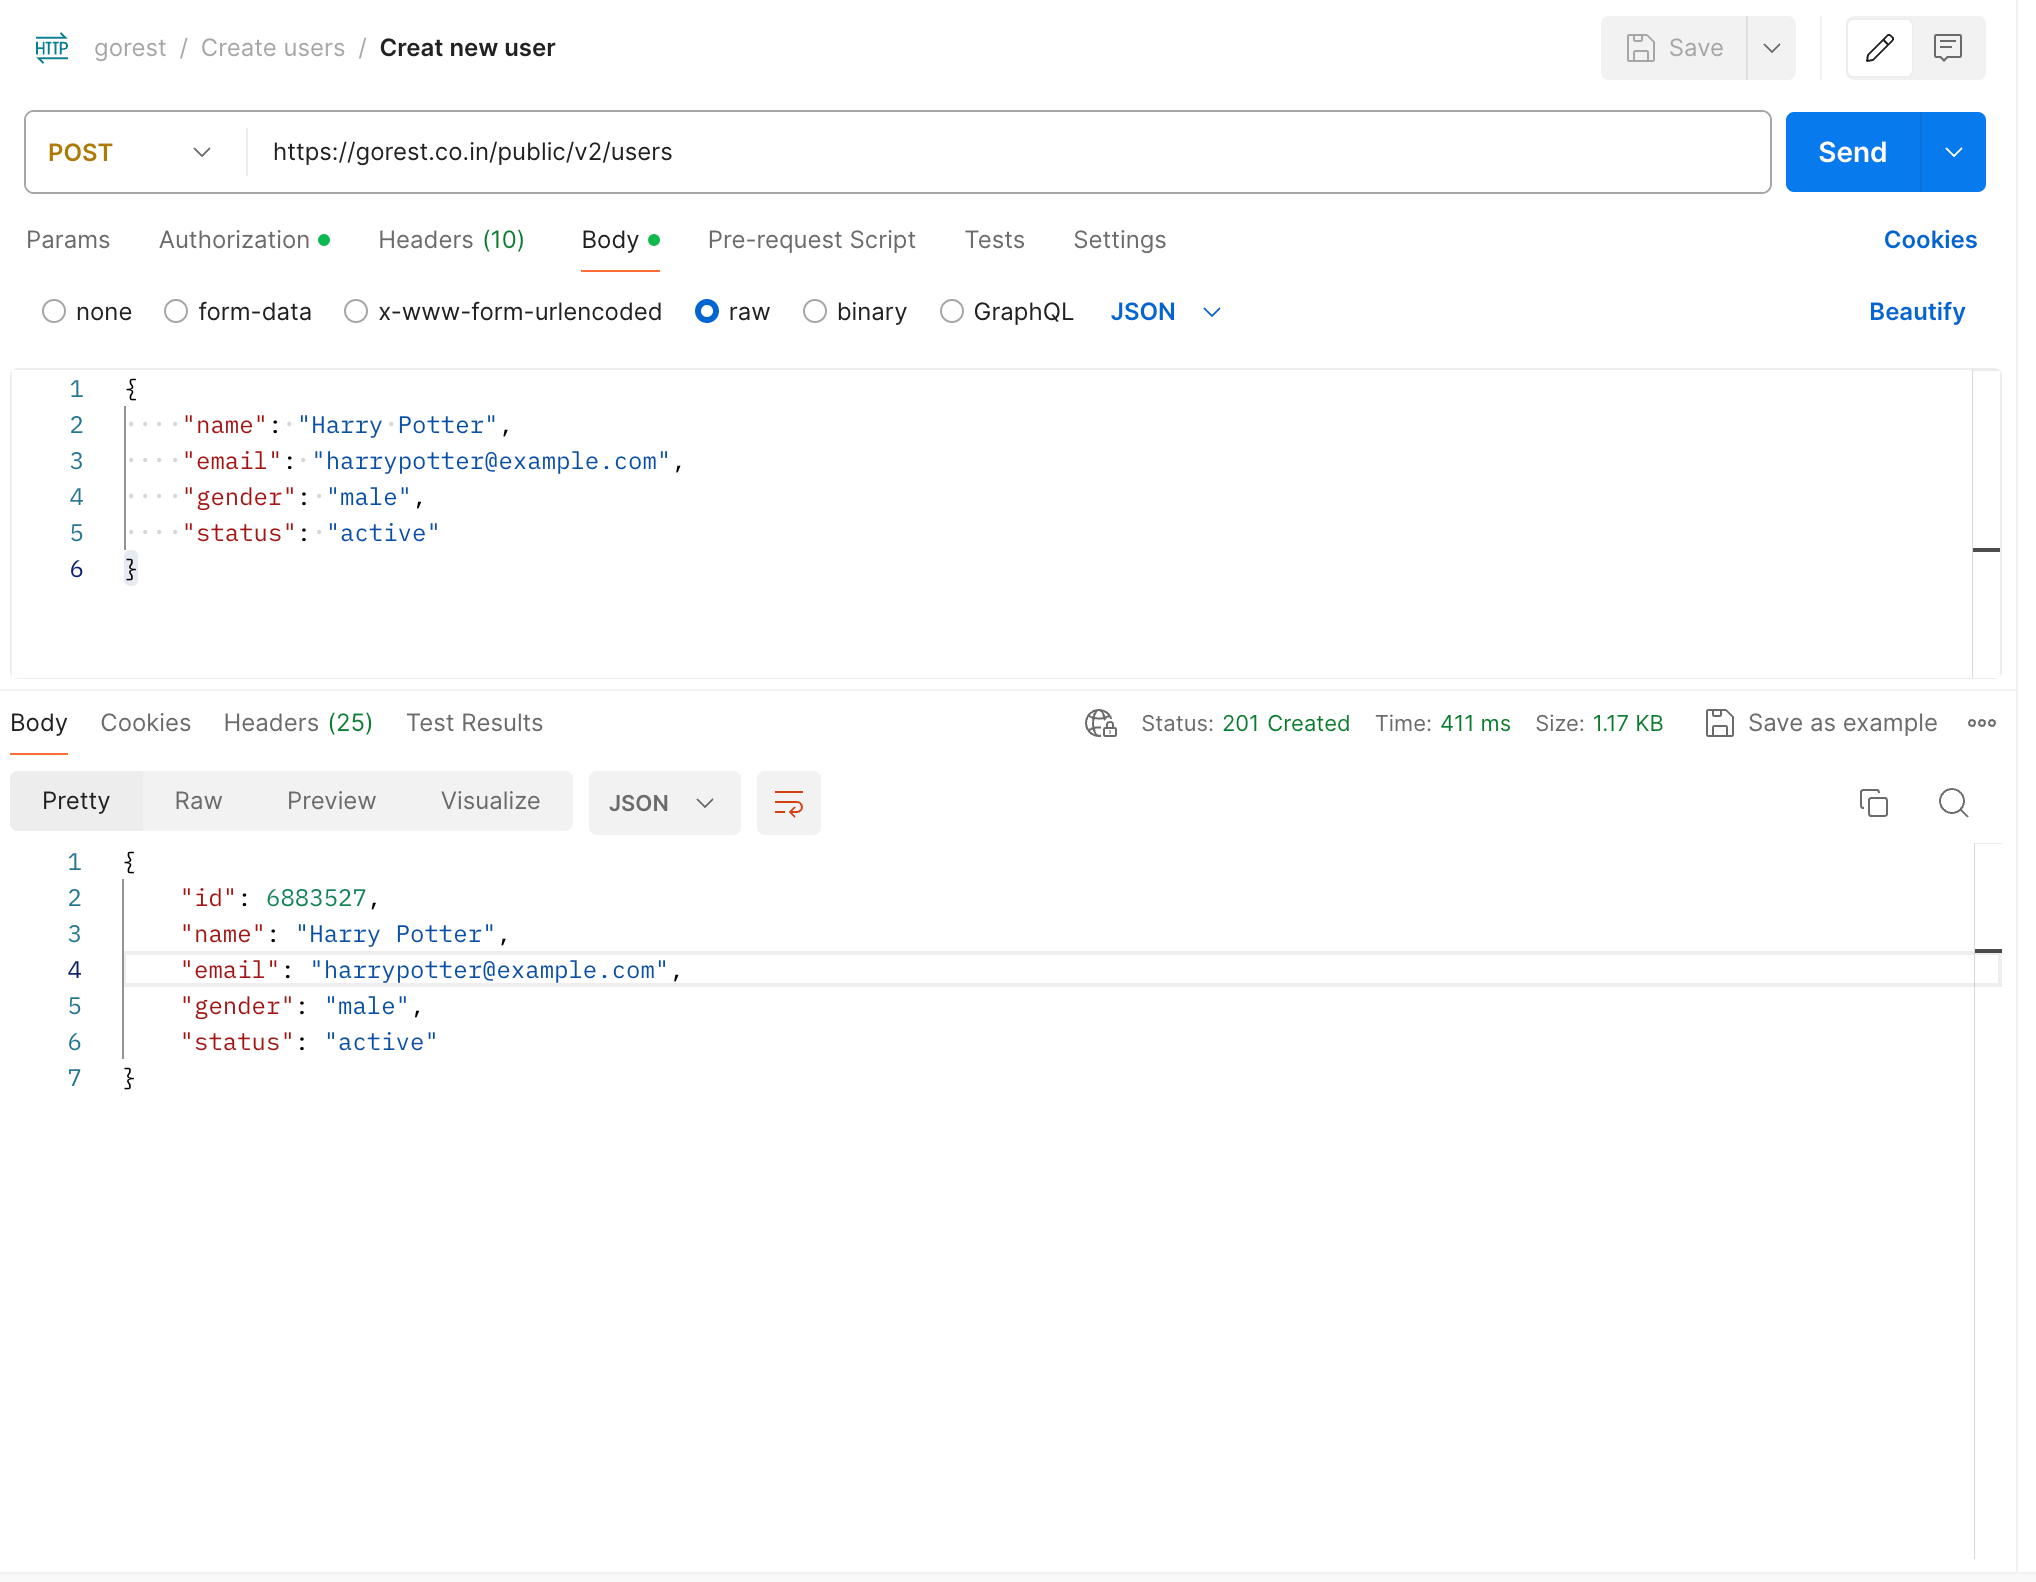 HTTP gorest / Create users / Creat new user Save
POST https://gorest.co.in/public/v2/users Send
Params Authorization Headers (10) Body Pre-request Script Tests Settings Cookies
none form-data x-www-form-urlencoded raw binary GraphQL JSON Beautify
1 {
2 "name": "Harry Potter",
3 "email": "harrypotter@example.com",
4 "gender": "male",
5 "status": "active"
6 }
Body Cookies Headers (25) Test Results Status: 201 Created Time: 411 ms Size: 1.17 KB Save as example
Pretty Raw Preview Visualize JSON
1 {
2 "id": 6883527,
3 "name": "Harry Potter",
4 "email": "harrypotter@example.com",
5 "gender": "male",
6 "status": "active"
7 }